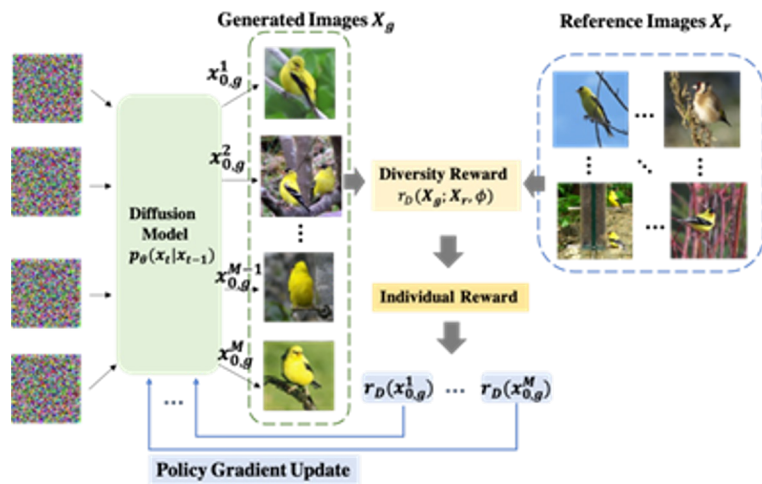 Generated Images X_g
Reference Images X_r
x^1_{0,g}
x^2_{0,g}
Diversity Reward
r_D(X_g; X_r, ϕ)
Diffusion
Model
p_θ(x_t|x_{t−1})
x^{M−1}_{0,g}
Individual Reward
x^M_{0,g}
r_D(x^1_{0,g}) ... r_D(x^M_{0,g})
Policy Gradient Update